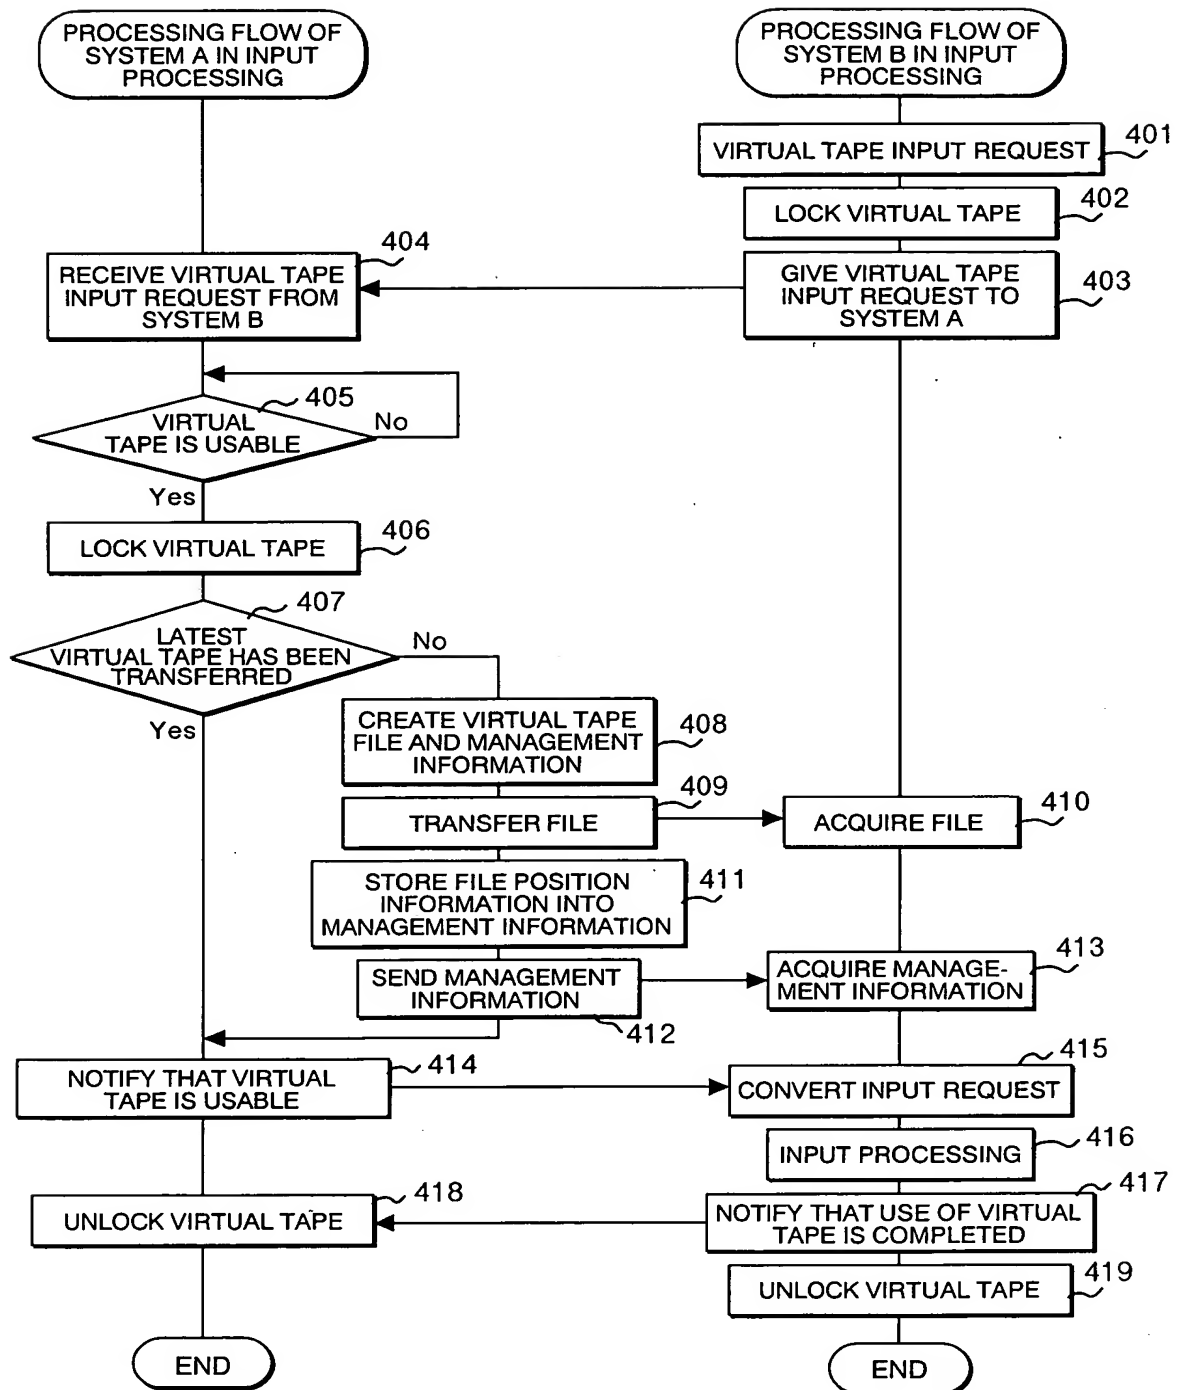 PROCESSING FLOW OF
SYSTEM A IN INPUT
PROCESSING
PROCESSING FLOW OF
SYSTEM B IN INPUT
PROCESSING
VIRTUAL TAPE INPUT REQUEST
401
LOCK VIRTUAL TAPE
402
GIVE VIRTUAL TAPE
INPUT REQUEST TO
SYSTEM A
403
404
RECEIVE VIRTUAL TAPE
INPUT REQUEST FROM
SYSTEM B
405
VIRTUAL
TAPE IS USABLE
No
Yes
LOCK VIRTUAL TAPE
406
407
LATEST
VIRTUAL TAPE HAS BEEN
TRANSFERRED
No
Yes
CREATE VIRTUAL TAPE
FILE AND MANAGEMENT
INFORMATION
408
409
TRANSFER FILE
ACQUIRE FILE
410
STORE FILE POSITION
INFORMATION INTO
MANAGEMENT INFORMATION
411
SEND MANAGEMENT
INFORMATION
412
ACQUIRE MANAGE-
MENT INFORMATION
413
NOTIFY THAT VIRTUAL
TAPE IS USABLE
414
415
CONVERT INPUT REQUEST
INPUT PROCESSING
416
417
NOTIFY THAT USE OF VIRTUAL
TAPE IS COMPLETED
UNLOCK VIRTUAL TAPE
418
UNLOCK VIRTUAL TAPE
419
END
END